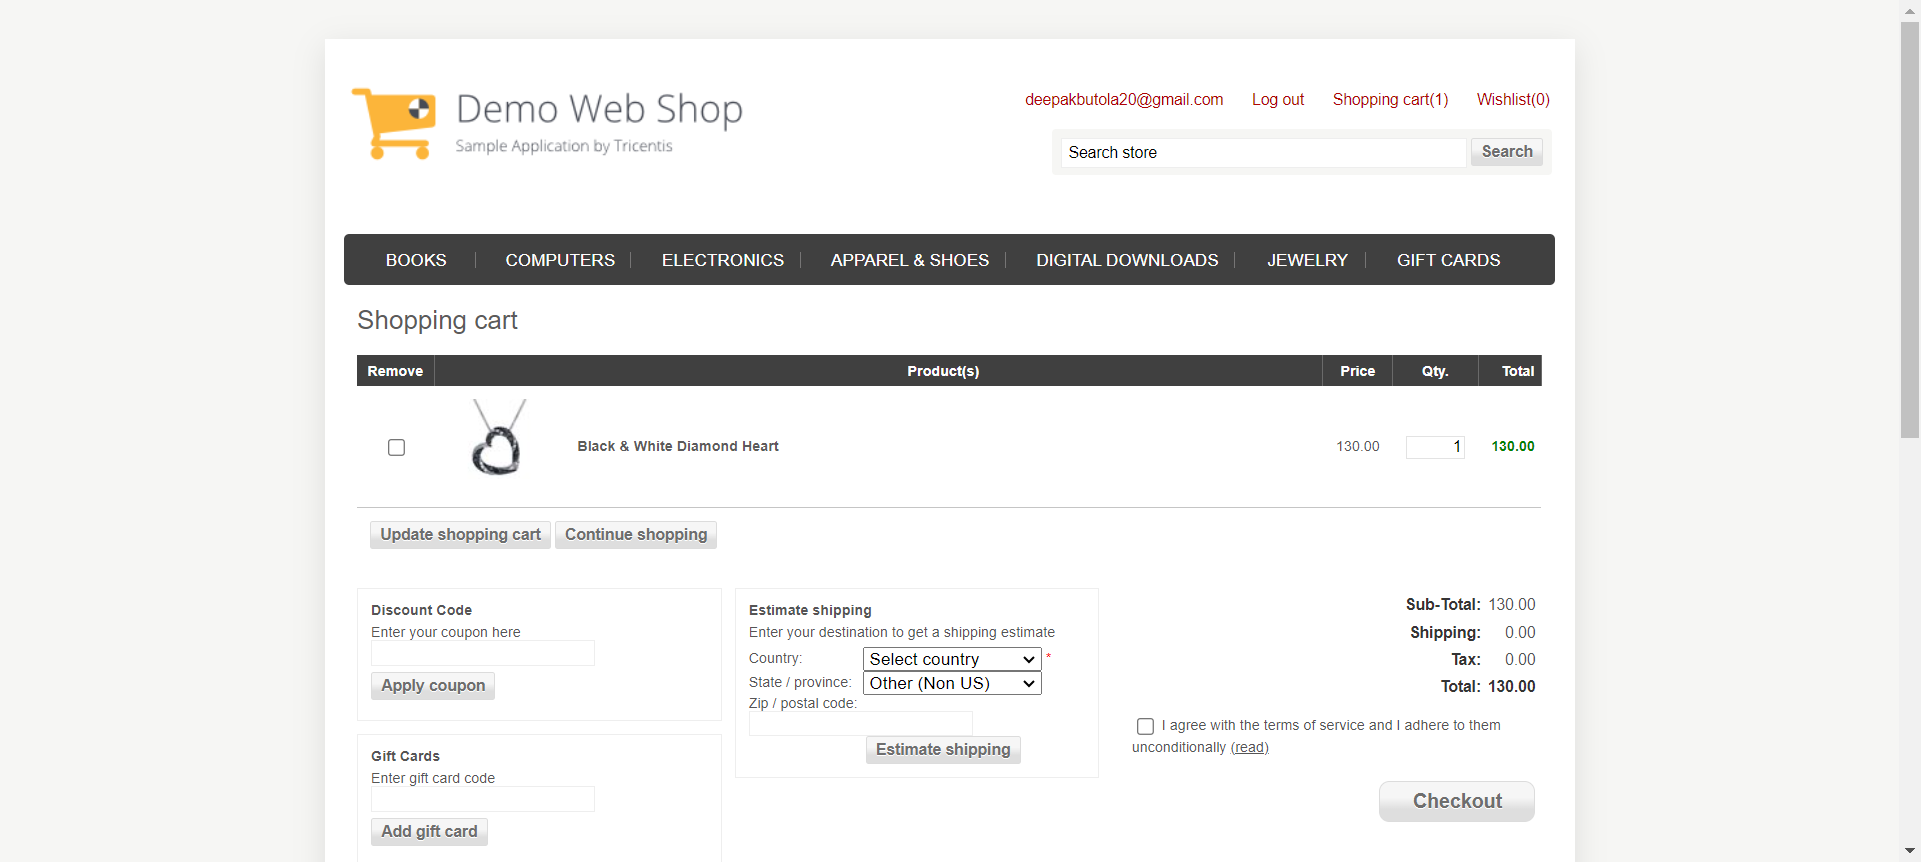 Demo Web Shop
Sample Application by Tricentis
deepakbutola20@gmail.com Log out Shopping cart(1) Wishlist(0)
Search store Search
BOOKS COMPUTERS ELECTRONICS APPAREL & SHOES DIGITAL DOWNLOADS JEWELRY GIFT CARDS
Shopping cart
Remove Product(s) Price Qty. Total
Black & White Diamond Heart 130.00 1 130.00
Update shopping cart Continue shopping
Discount Code
Enter your coupon here
Apply coupon
Gift Cards
Enter gift card code
Add gift card
Estimate shipping
Enter your destination to get a shipping estimate
Country: Select country *
State / province: Other (Non US)
Zip / postal code:
Estimate shipping
Sub-Total: 130.00
Shipping: 0.00
Tax: 0.00
Total: 130.00
I agree with the terms of service and I adhere to them
unconditionally (read)
Checkout